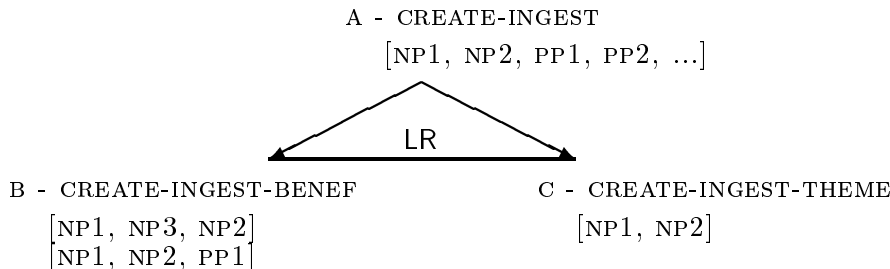 A - CREATE-INGEST
[NP1, NP2, PP1, PP2, ...]
LR
B - CREATE-INGEST-BENEF
C - CREATE-INGEST-THEME
[NP1, NP3, NP2]
[NP1, NP2]
[NP1, NP2, PP1]